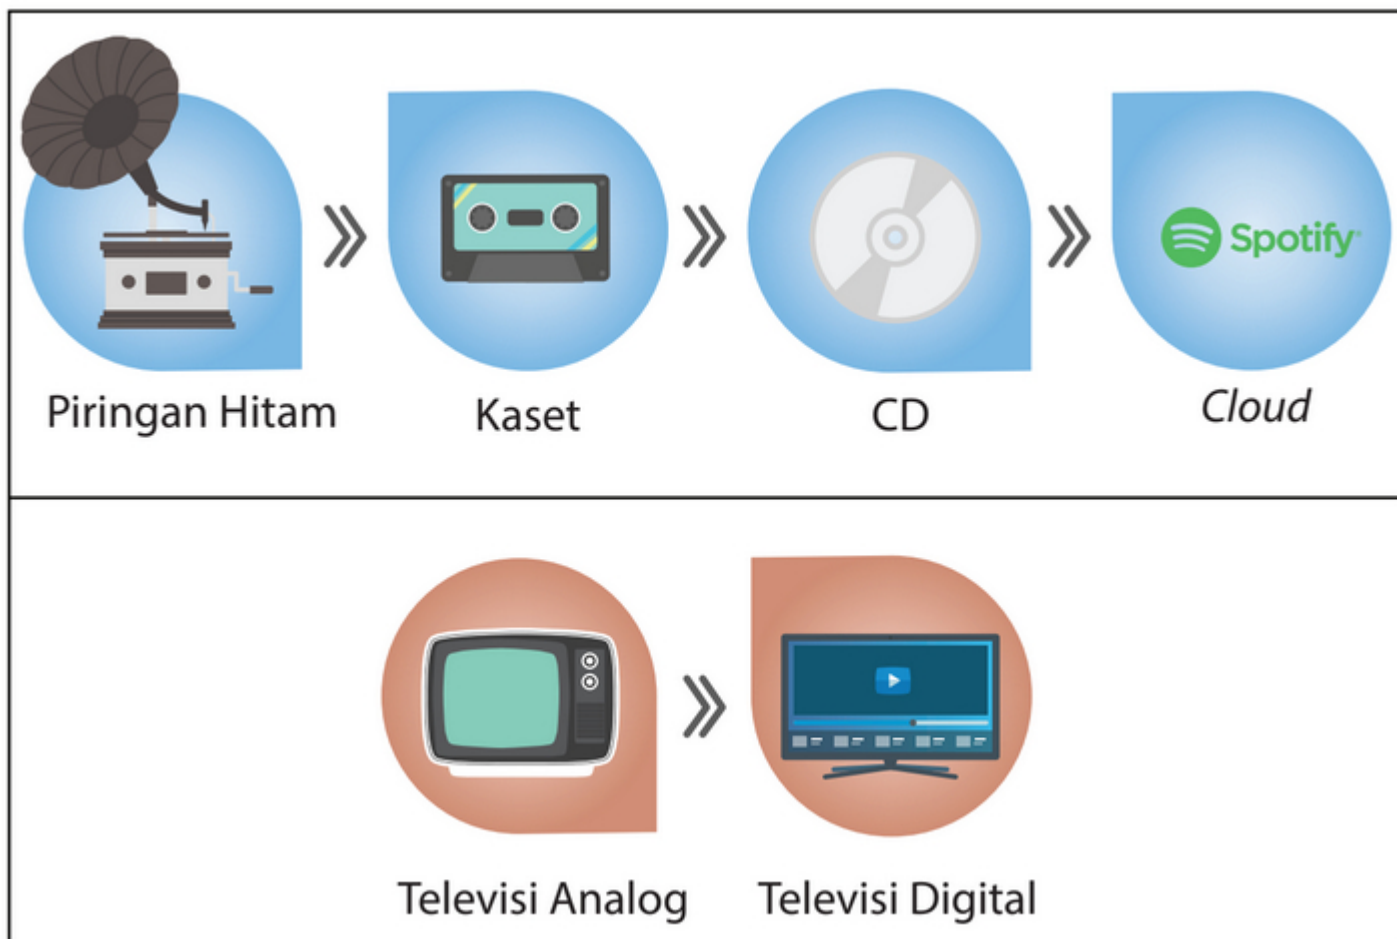 Spotify
Piringan Hitam
Kaset
CD
Cloud
Televisi Analog
Televisi Digital